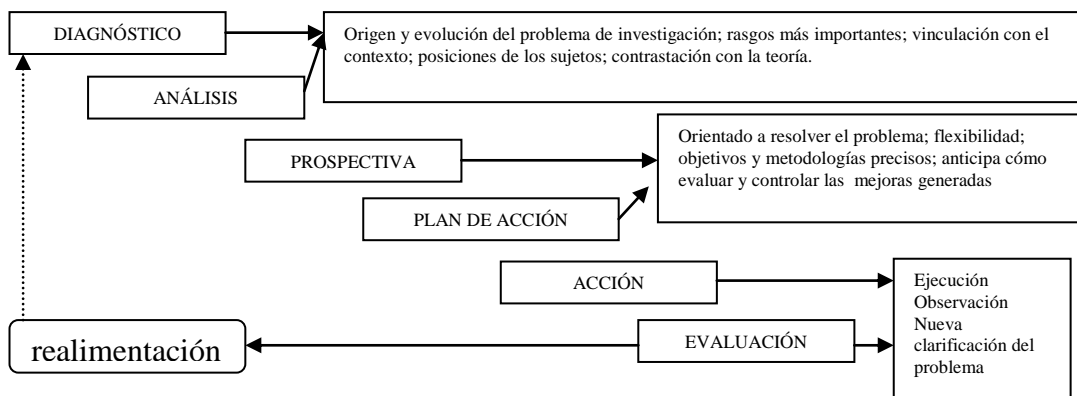 DIAGNÓSTICO
Origen y evolución del problema de investigación; rasgos más importantes; vinculación con el
contexto; posiciones de los sujetos; contrastación con la teoría.
ANÁLISIS
PROSPECTIVA
Orientado a resolver el problema; flexibilidad;
objetivos y metodologías precisos; anticipa cómo
evaluar y controlar las mejoras generadas
PLAN DE ACCIÓN
ACCIÓN
Ejecución
Observación
Nueva
clarificación del
problema
EVALUACIÓN
realimentación